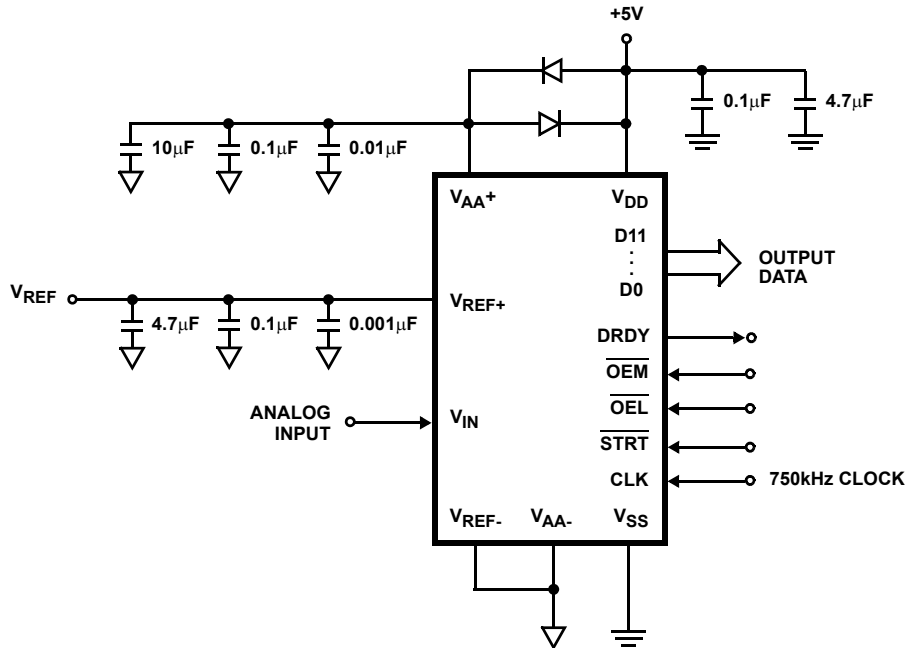 +5V
0.1µF
4.7µF
10µF
0.1µF
0.01µF
VAA+
VDD
D11
D0
OUTPUT
DATA
VREF
VREF+
4.7µF
0.1µF
0.001µF
DRDY
OEM
OEL
ANALOG
INPUT
VIN
STRT
CLK
750kHz CLOCK
VREF-
VAA-
VSS